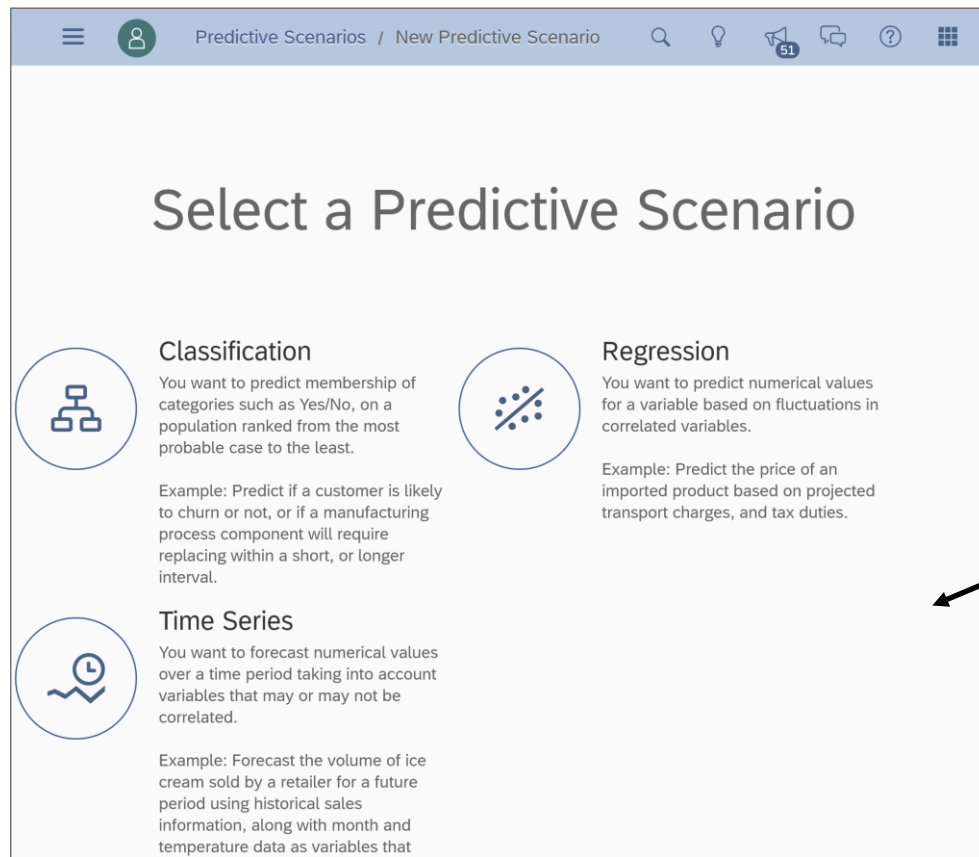 Predictive Scenarios / New Predictive Scenario
51
Select a Predictive Scenario
Classification
You want to predict membership of
categories such as Yes/No, on a
population ranked from the most
probable case to the least.
Example: Predict if a customer is likely
to churn or not, or if a manufacturing
process component will require
replacing within a short, or longer
interval.
Regression
You want to predict numerical values
for a variable based on fluctuations in
correlated variables.
Example: Predict the price of an
imported product based on projected
transport charges, and tax duties.
Time Series
You want to forecast numerical values
over a time period taking into account
variables that may or may not be
correlated.
Example: Forecast the volume of ice
cream sold by a retailer for a future
period using historical sales
information, along with month and
temperature data as variables that